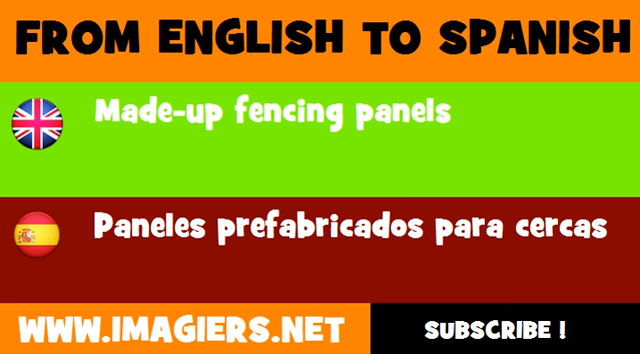 FROM ENGLISH TO SPANISH
Made-up fencing panels
Paneles prefabricados para cercas
WWW.IMAGIERS.NET
SUBSCRIBE !